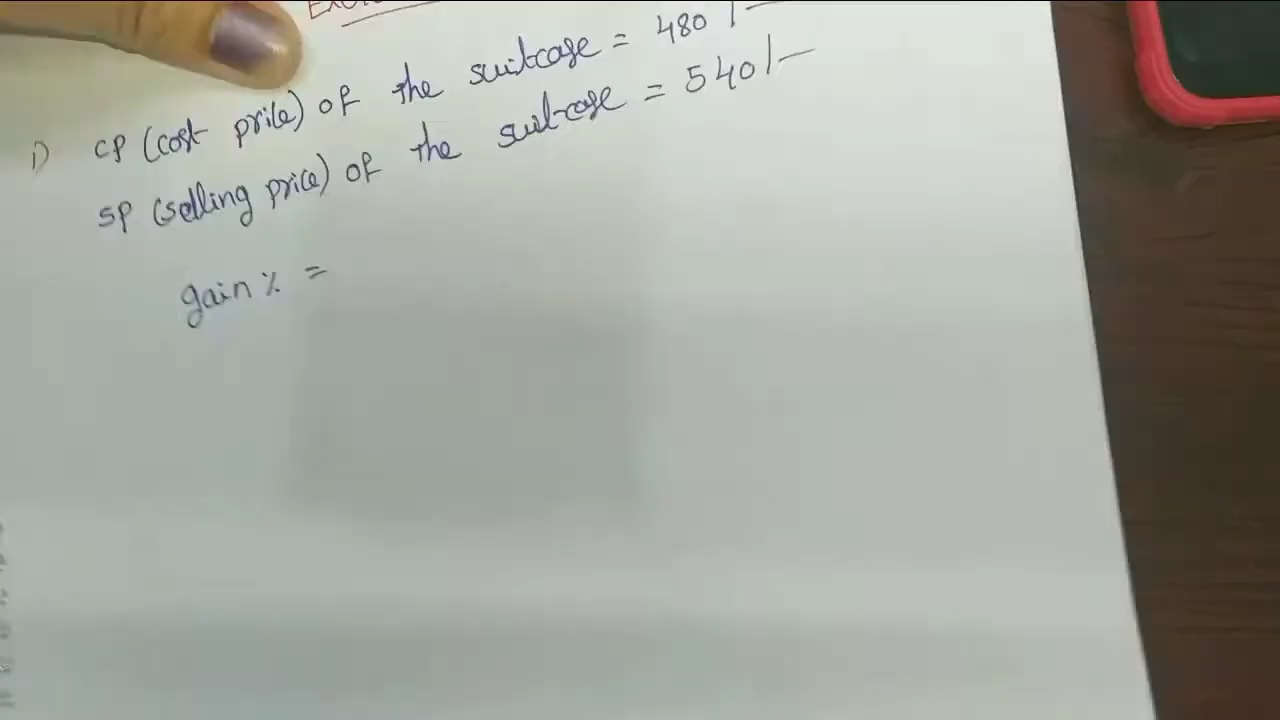 1) CP (cost price) of the suitcase = 480/-
SP (selling price) of the suitcase = 540/-
gain % =